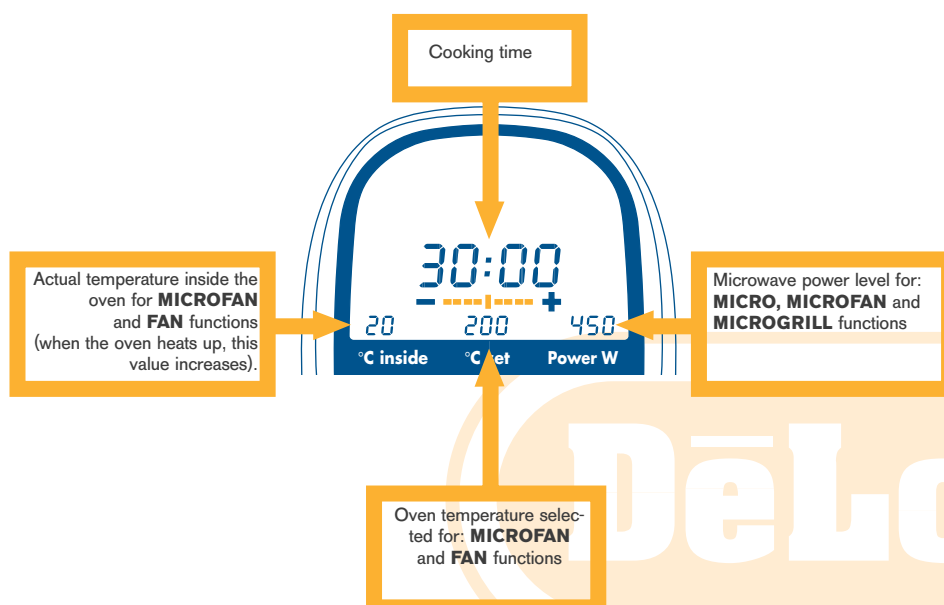 Cooking time
30:00
Actual temperature inside the
oven for MICROFAN
and FAN functions
(when the oven heats up, this
value increases).
- +
20 200 450
°C inside °C set Power W
Microwave power level for:
MICRO, MICROFAN and
MICROGRILL functions
Oven temperature selec-
ted for: MICROFAN
and FAN functions
DēLo